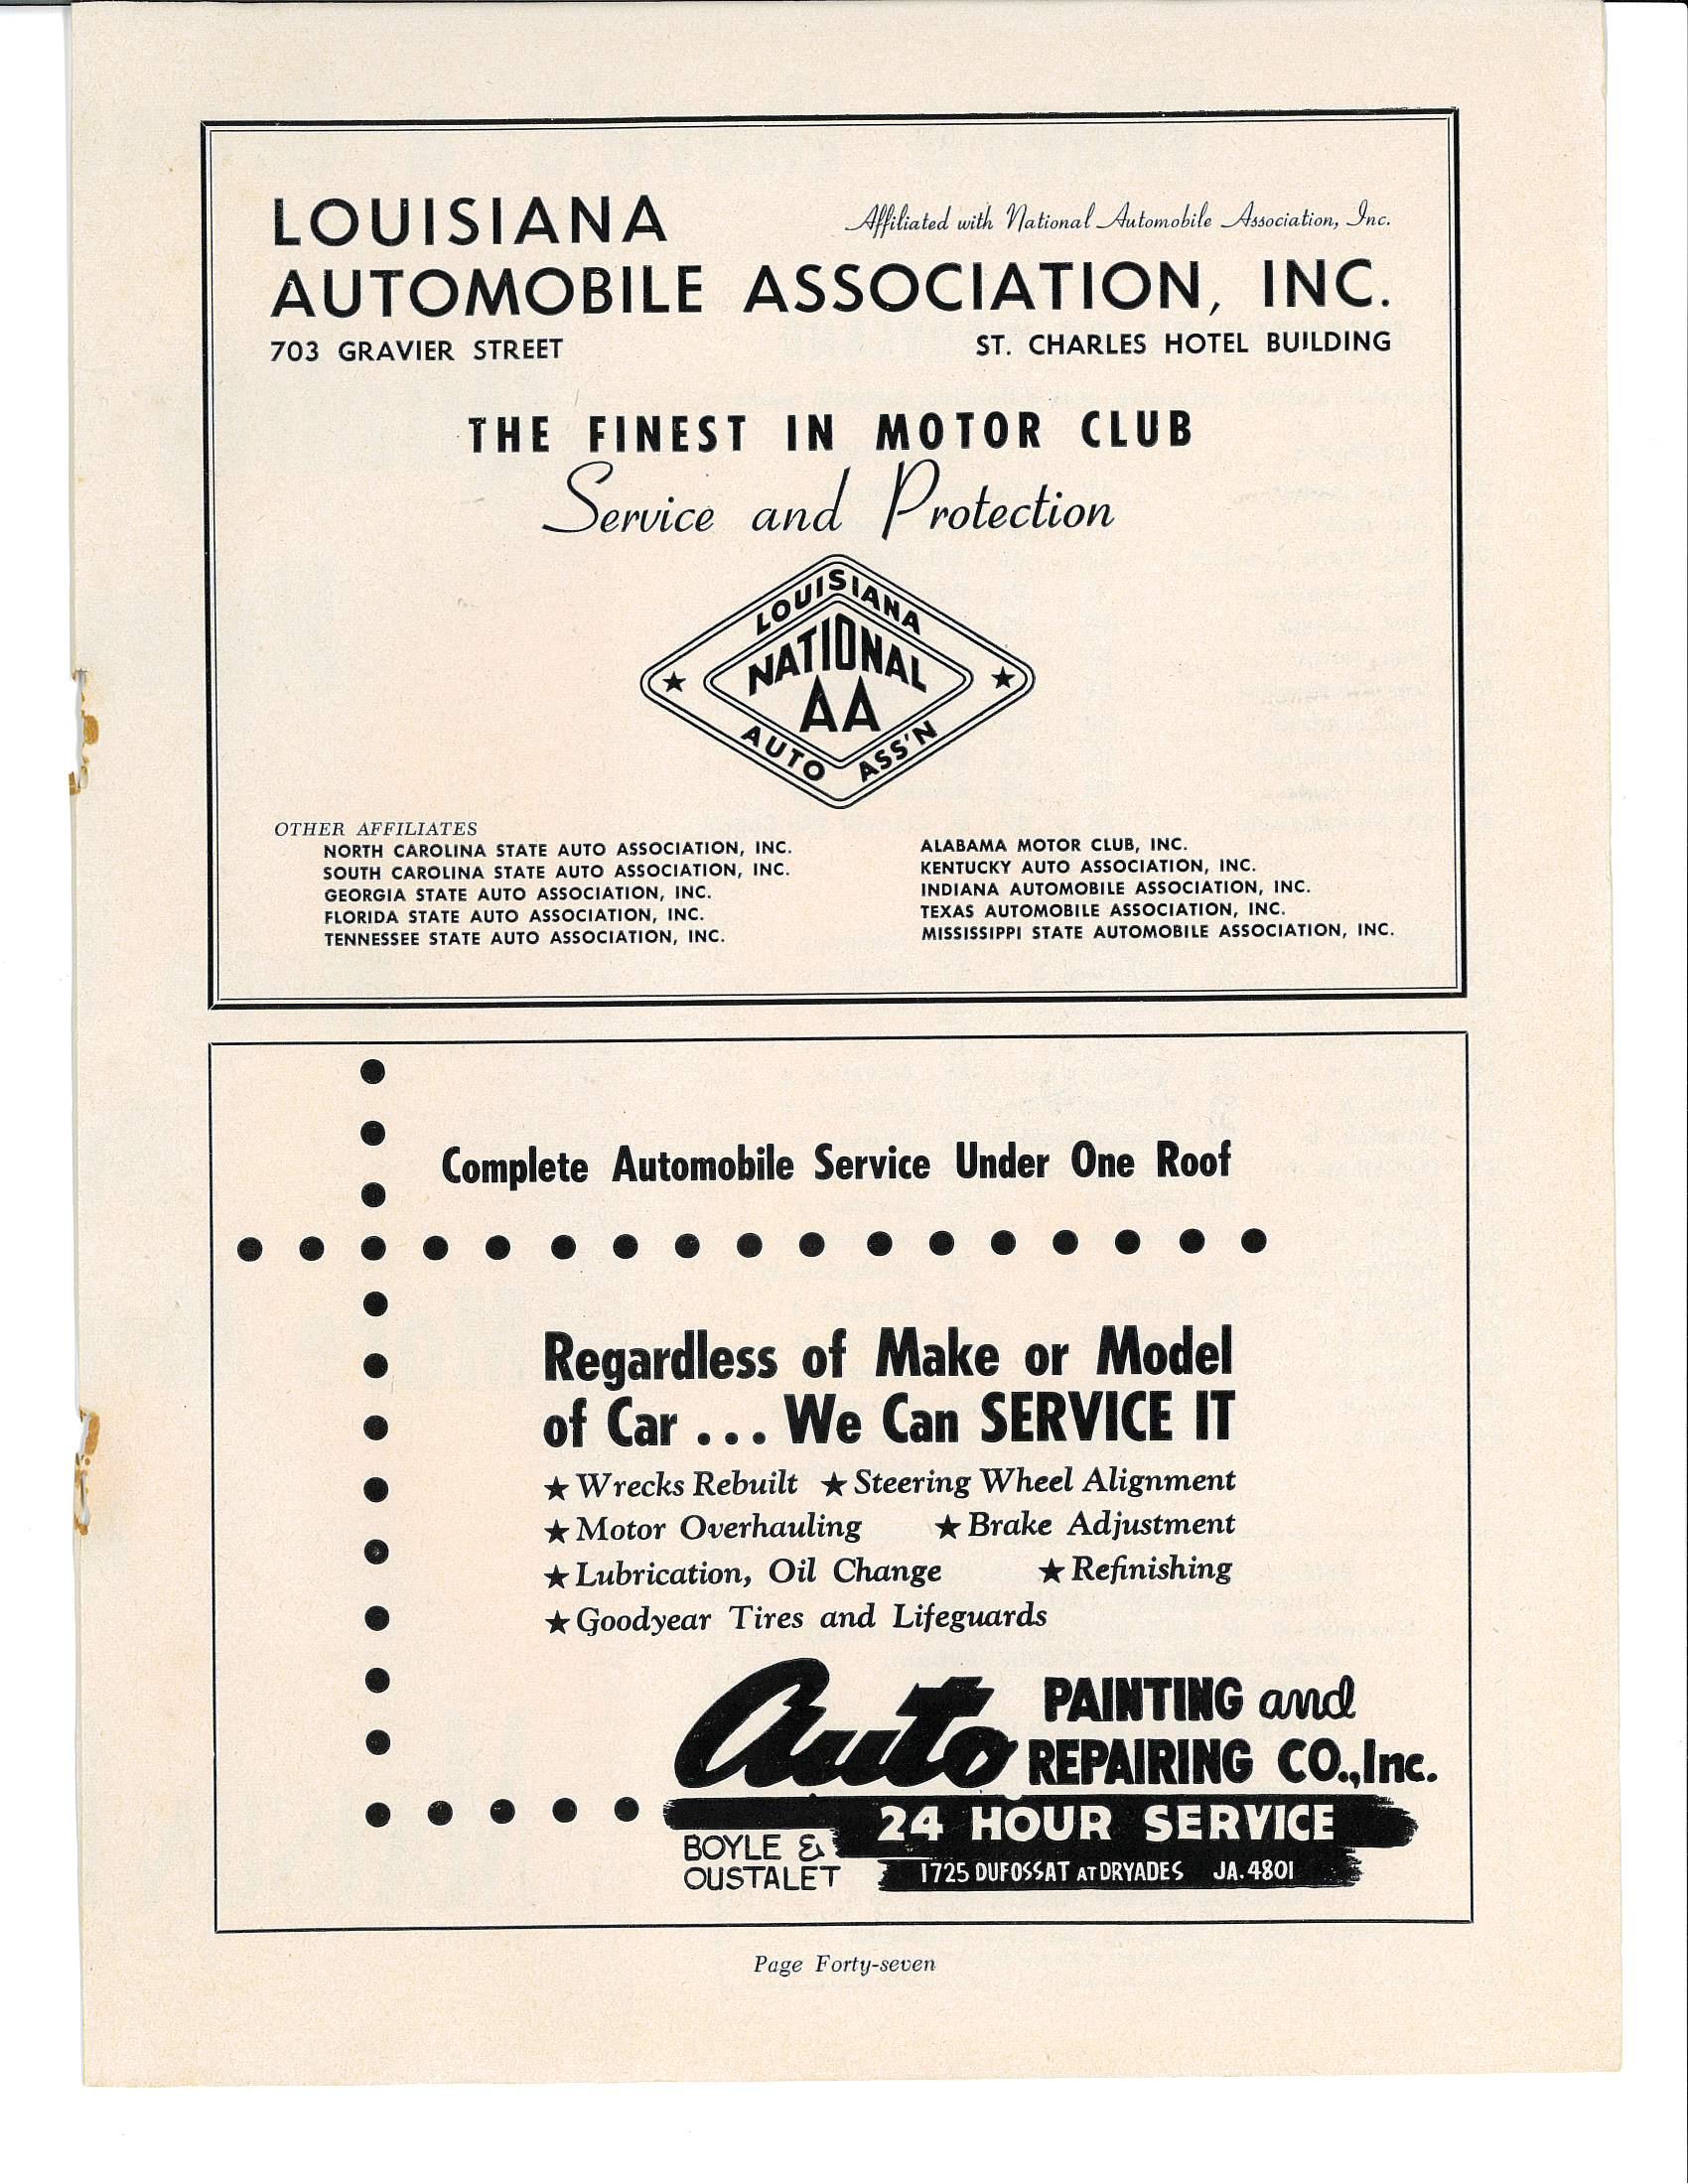 LOUISIANA
Affiliated with National Automobile Association, Inc.
AUTOMOBILE ASSOCIATION, INC.
703 GRAVIER STREET
ST. CHARLES HOTEL BUILDING
THE FINEST IN MOTOR CLUB
Service and Protection
LOUISIANA
NATIONAL
AA
AUTO ASS'N
OTHER AFFILIATES
NORTH CAROLINA STATE AUTO ASSOCIATION, INC.
SOUTH CAROLINA STATE AUTO ASSOCIATION, INC.
GEORGIA STATE AUTO ASSOCIATION, INC.
FLORIDA STATE AUTO ASSOCIATION, INC.
TENNESSEE STATE AUTO ASSOCIATION, INC.
ALABAMA MOTOR CLUB, INC.
KENTUCKY AUTO ASSOCIATION, INC.
INDIANA AUTOMOBILE ASSOCIATION, INC.
TEXAS AUTOMOBILE ASSOCIATION, INC.
MISSISSIPPI STATE AUTOMOBILE ASSOCIATION, INC.
Complete Automobile Service Under One Roof
Regardless of Make or Model
of Car ... We Can SERVICE IT
★ Wrecks Rebuilt ★ Steering Wheel Alignment
★ Motor Overhauling ★ Brake Adjustment
★ Lubrication, Oil Change ★ Refinishing
★ Goodyear Tires and Lifeguards
Auto PAINTING and
REPAIRING CO., Inc.
24 HOUR SERVICE
BOYLE &
OUSTALET
1725 DUFOSSAT AT DRYADES JA. 4801
Page Forty-seven